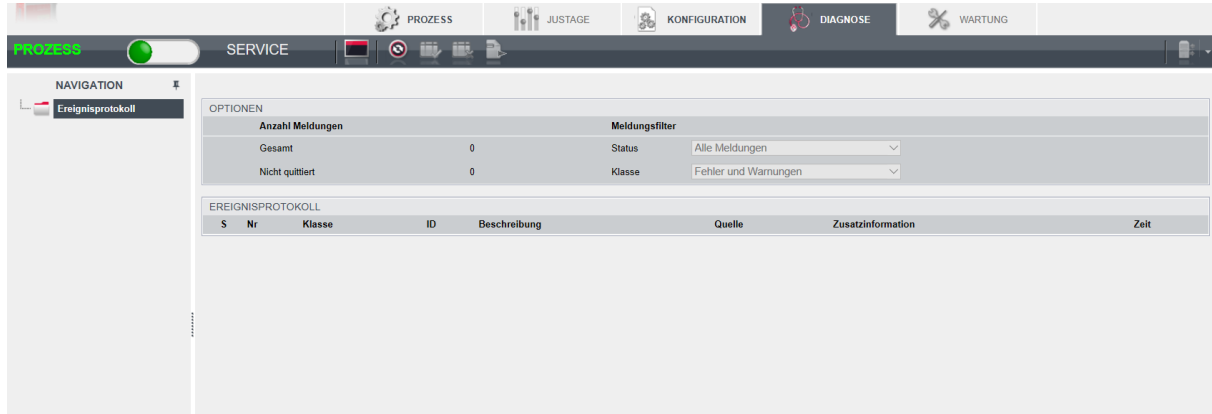 PROZESS JUSTAGE KONFIGURATION DIAGNOSE WARTUNG
PROZESS SERVICE
NAVIGATION
Ereignisprotokoll
OPTIONEN
Anzahl Meldungen Meldungsfilter
Gesamt 0 Status Alle Meldungen
Nicht quittiert 0 Klasse Fehler und Warnungen
EREIGNISPROTOKOLL
S Nr Klasse ID Beschreibung Quelle Zusatzinformation Zeit